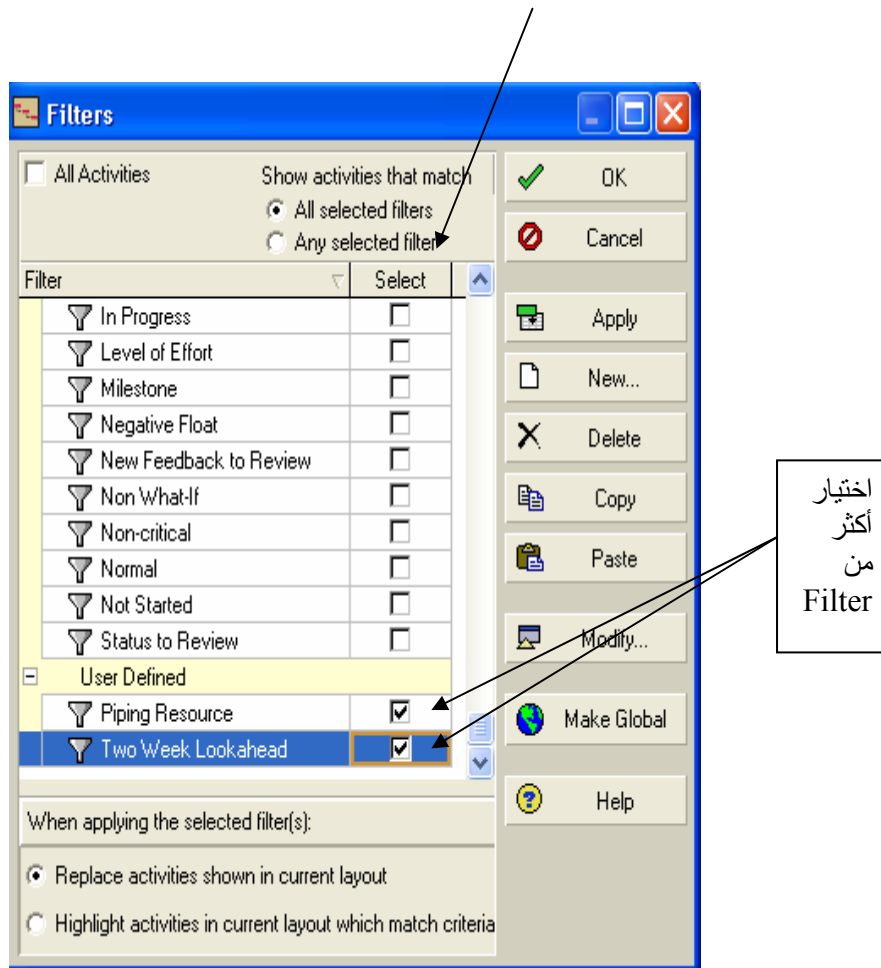 Filters
All Activities
Show activities that match
All selected filters
Any selected filter
Filter
Select
In Progress
Level of Effort
Milestone
Negative Float
New Feedback to Review
Non What-If
Non-critical
Normal
Not Started
Status to Review
User Defined
Piping Resource
Two Week Lookahead
When applying the selected filter(s):
Replace activities shown in current layout
Highlight activities in current layout which match criteria
OK
Cancel
Apply
New...
Delete
Copy
Paste
Modify...
Make Global
Help
اختيار
أكثر
من
Filter